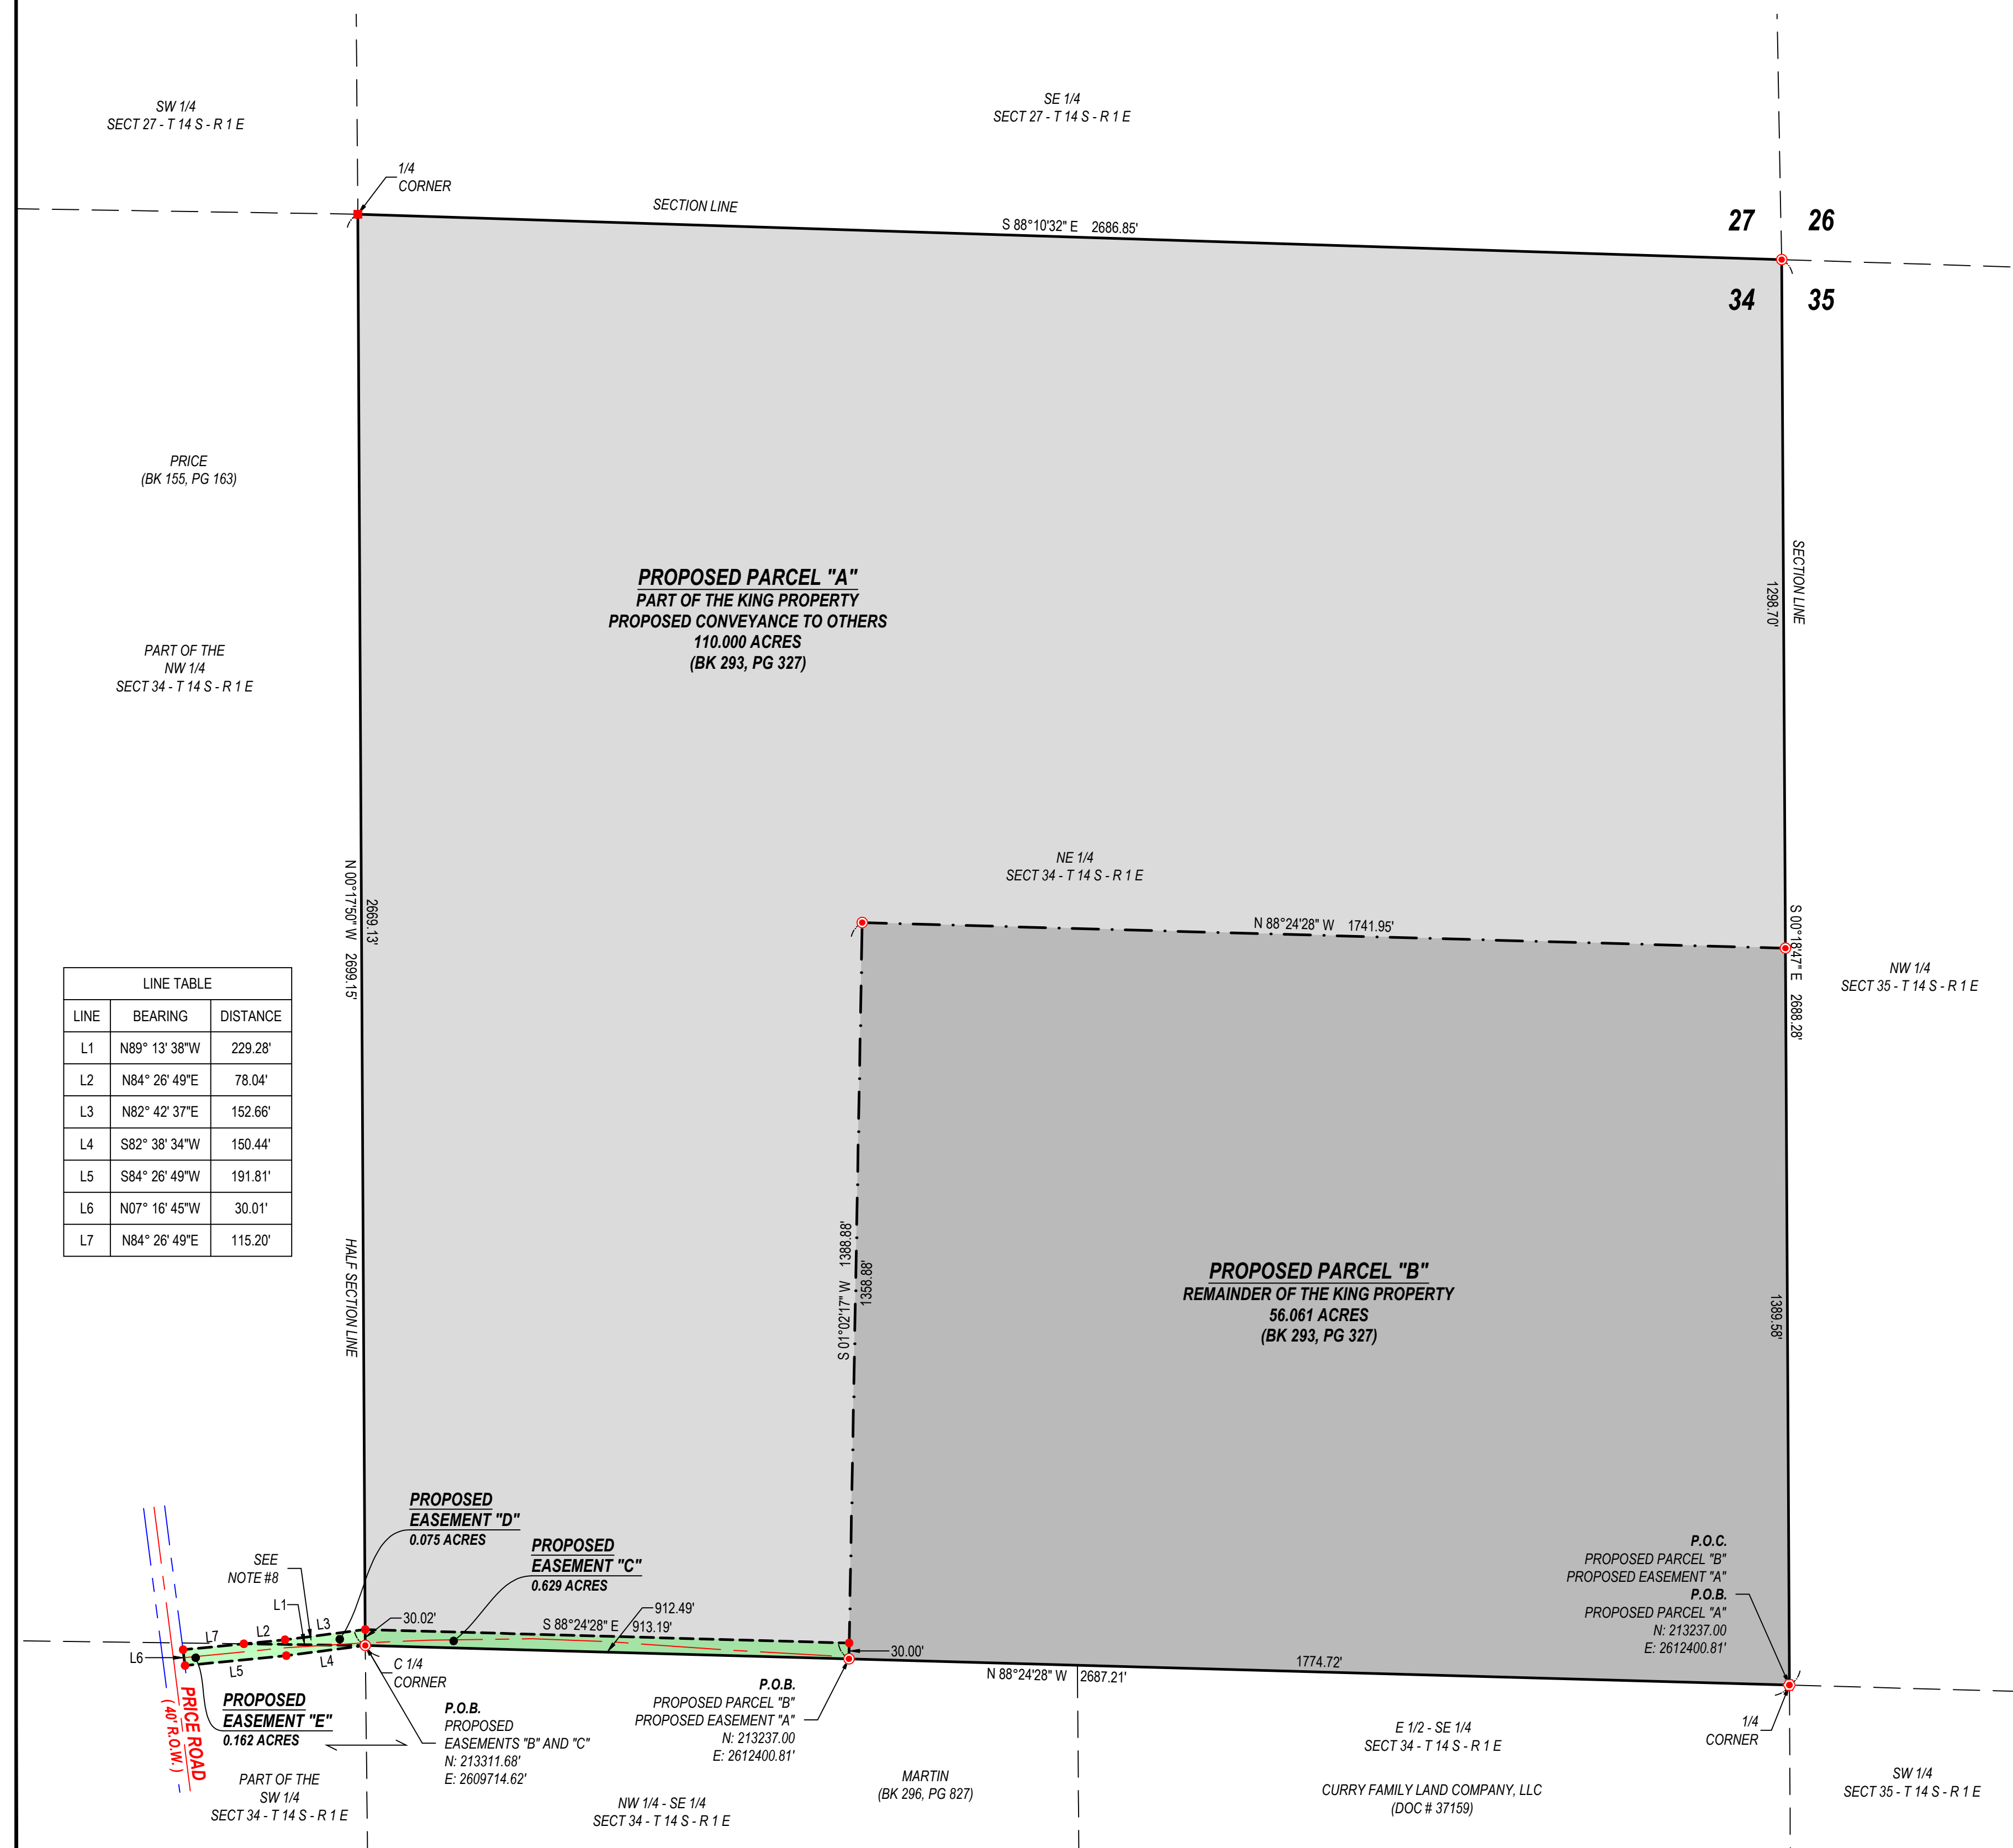 SW 1/4
SECT 27 - T 14 S - R 1 E
SE 1/4
SECT 27 - T 14 S - R 1 E
1/4
CORNER
SECTION LINE
S 88°10'32" E 2686.85'
27
26
34
35
PRICE
(BK 155, PG 163)
PART OF THE
NW 1/4
SECT 34 - T 14 S - R 1 E
PROPOSED PARCEL "A"
PART OF THE KING PROPERTY
PROPOSED CONVEYANCE TO OTHERS
110.000 ACRES
(BK 293, PG 327)
SECTION LINE
1298.70'
NE 1/4
SECT 34 - T 14 S - R 1 E
N 00°17'50" W 2699.15'
2669.13'
HALF SECTION LINE
N 88°24'28" W 1741.95'
S 00°18'47" E 2688.28'
NW 1/4
SECT 35 - T 14 S - R 1 E
LINE TABLE
LINE BEARING DISTANCE
L1 N89° 13' 38"W 229.28'
L2 N84° 26' 49"E 78.04'
L3 N82° 42' 37"E 152.66'
L4 S82° 38' 34"W 150.44'
L5 S84° 26' 49"W 191.81'
L6 N07° 16' 45"W 30.01'
L7 N84° 26' 49"E 115.20'
S 01°02'17" W 1388.88'
1358.88'
PROPOSED PARCEL "B"
REMAINDER OF THE KING PROPERTY
56.061 ACRES
(BK 293, PG 327)
1389.58'
PROPOSED
EASEMENT "D"
0.075 ACRES
PROPOSED
EASEMENT "C"
0.629 ACRES
SEE
NOTE #8
L1
L3
L2
L7
L6
L5
L4
30.02'
S 88°24'28" E 913.19'
912.49'
30.00'
P.O.C.
PROPOSED PARCEL "B"
PROPOSED EASEMENT "A"
P.O.B.
PROPOSED PARCEL "A"
N: 213237.00
E: 2612400.81'
C 1/4
CORNER
N 88°24'28" W 2687.21'
1774.72'
PROPOSED
EASEMENT "E"
0.162 ACRES
PRICE ROAD
( 40' R.O.W. )
P.O.B.
PROPOSED
EASEMENTS "B" AND "C"
N: 213311.68'
E: 2609714.62'
P.O.B.
PROPOSED PARCEL "B"
PROPOSED EASEMENT "A"
N: 213237.00
E: 2612400.81'
1/4
CORNER
PART OF THE
SW 1/4
SECT 34 - T 14 S - R 1 E
NW 1/4 - SE 1/4
SECT 34 - T 14 S - R 1 E
MARTIN
(BK 296, PG 827)
E 1/2 - SE 1/4
SECT 34 - T 14 S - R 1 E
CURRY FAMILY LAND COMPANY, LLC
(DOC # 37159)
SW 1/4
SECT 35 - T 14 S - R 1 E